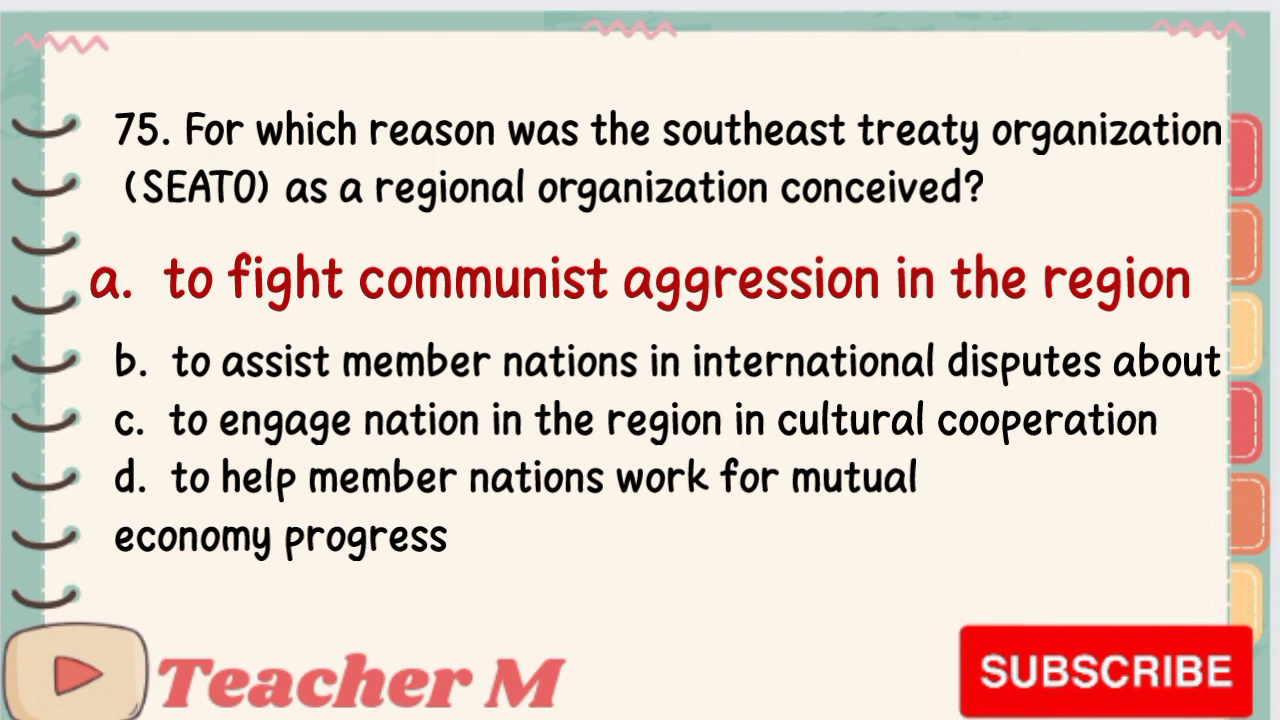 75. For which reason was the southeast treaty organization
(SEATO) as a regional organization conceived?
a. to fight communist aggression in the region
b. to assist member nations in international disputes about
c. to engage nation in the region in cultural cooperation
d. to help member nations work for mutual
economy progress
Teacher M
SUBSCRIBE